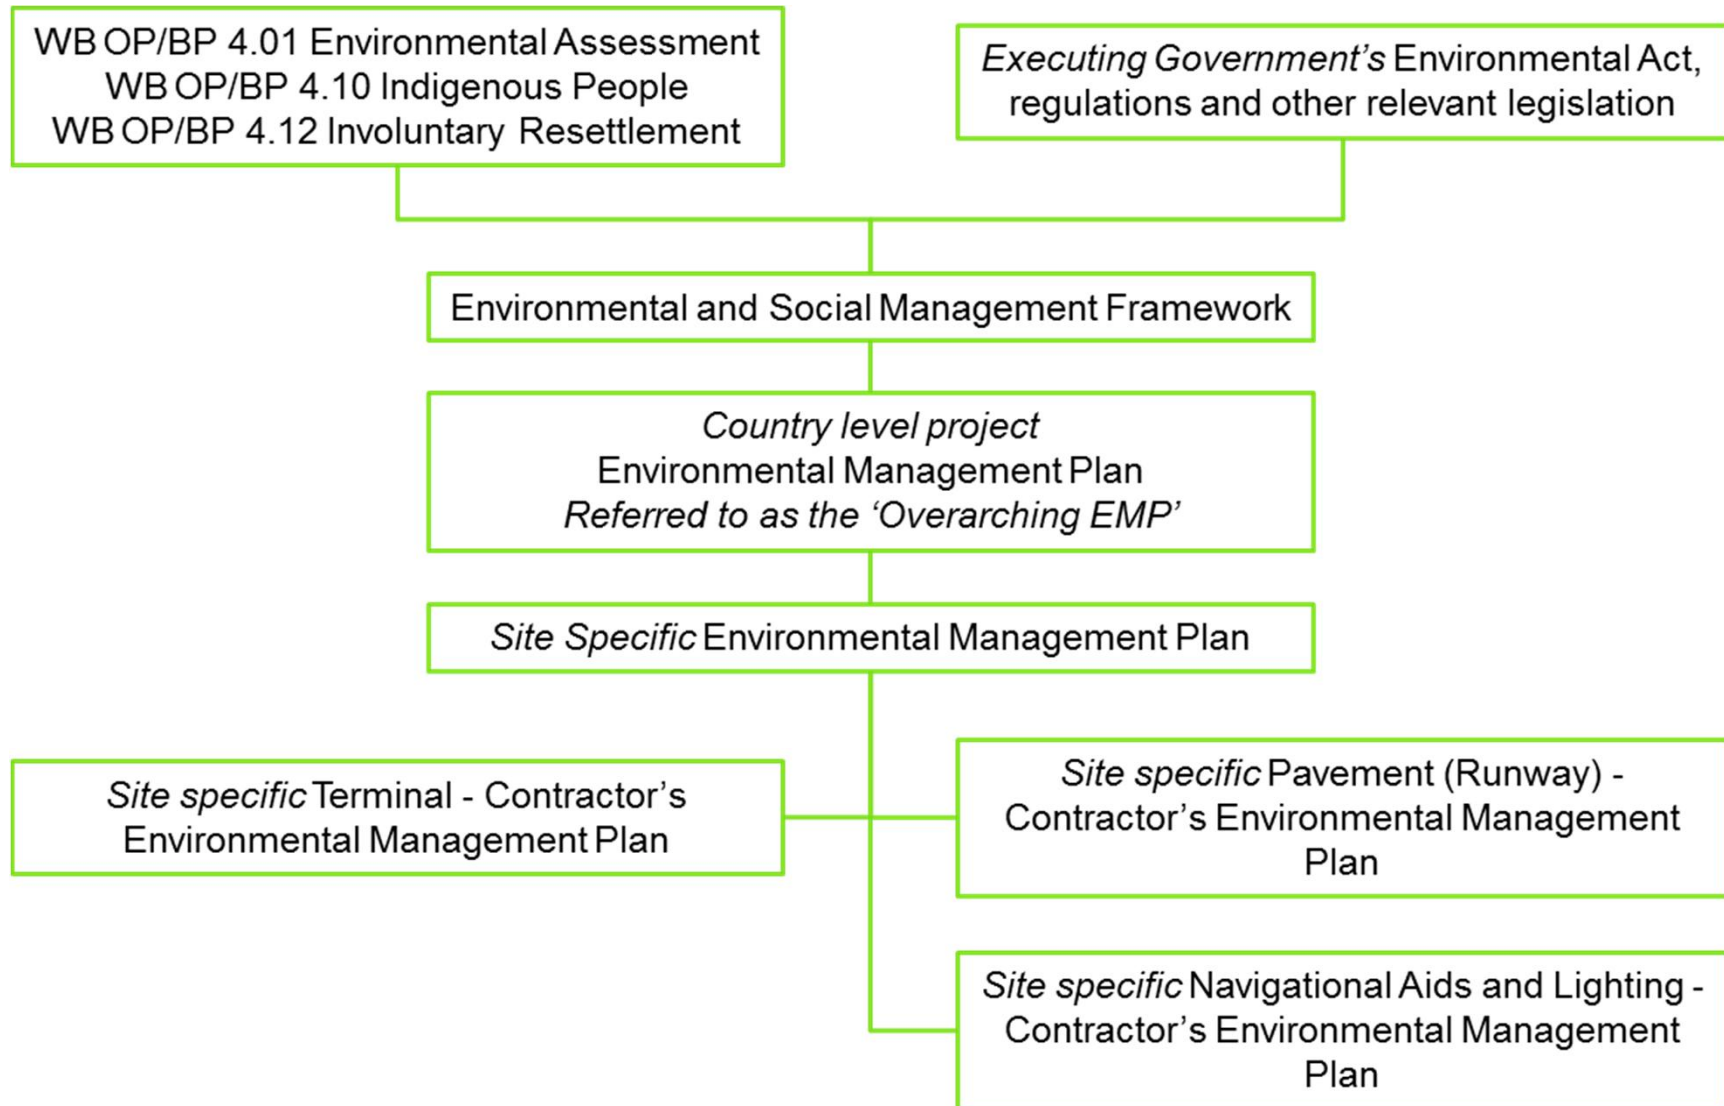 WB OP/BP 4.01 Environmental Assessment
WB OP/BP 4.10 Indigenous People
WB OP/BP 4.12 Involuntary Resettlement
Executing Government’s Environmental Act,
regulations and other relevant legislation
Environmental and Social Management Framework
Country level project
Environmental Management Plan
Referred to as the ‘Overarching EMP’
Site Specific Environmental Management Plan
Site specific Terminal - Contractor’s
Environmental Management Plan
Site specific Pavement (Runway) -
Contractor’s Environmental Management
Plan
Site specific Navigational Aids and Lighting -
Contractor’s Environmental Management
Plan